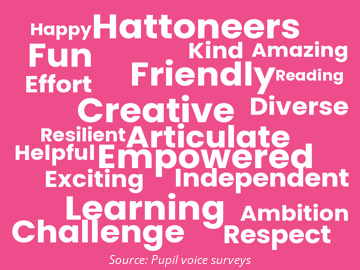 Happy Hattoneers
Fun Kind Amazing
Friendly Reading
Effort
Creative Diverse
Resilient Articulate
Helpful Empowered
Exciting Independent
Learning Ambition
Challenge Respect
Source: Pupil voice surveys